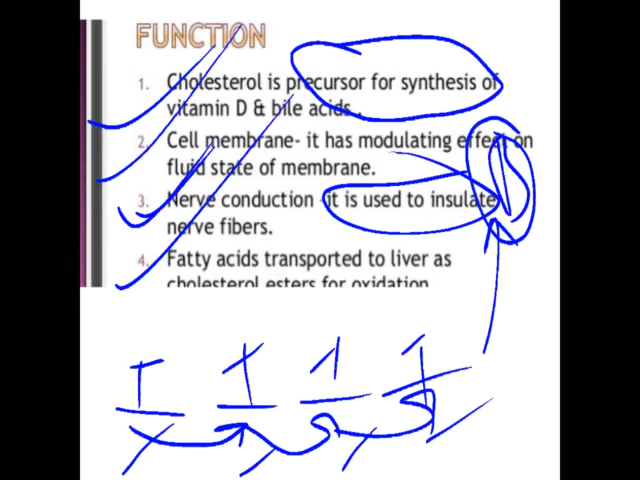 FUNCTION
1. Cholesterol is precursor for synthesis of
vitamin D & bile acids .
2. Cell membrane- it has modulating effect on
fluid state of membrane.
3. Nerve conduction -it is used to insulate
nerve fibers.
4. Fatty acids transported to liver as
cholesterol esters for oxidation